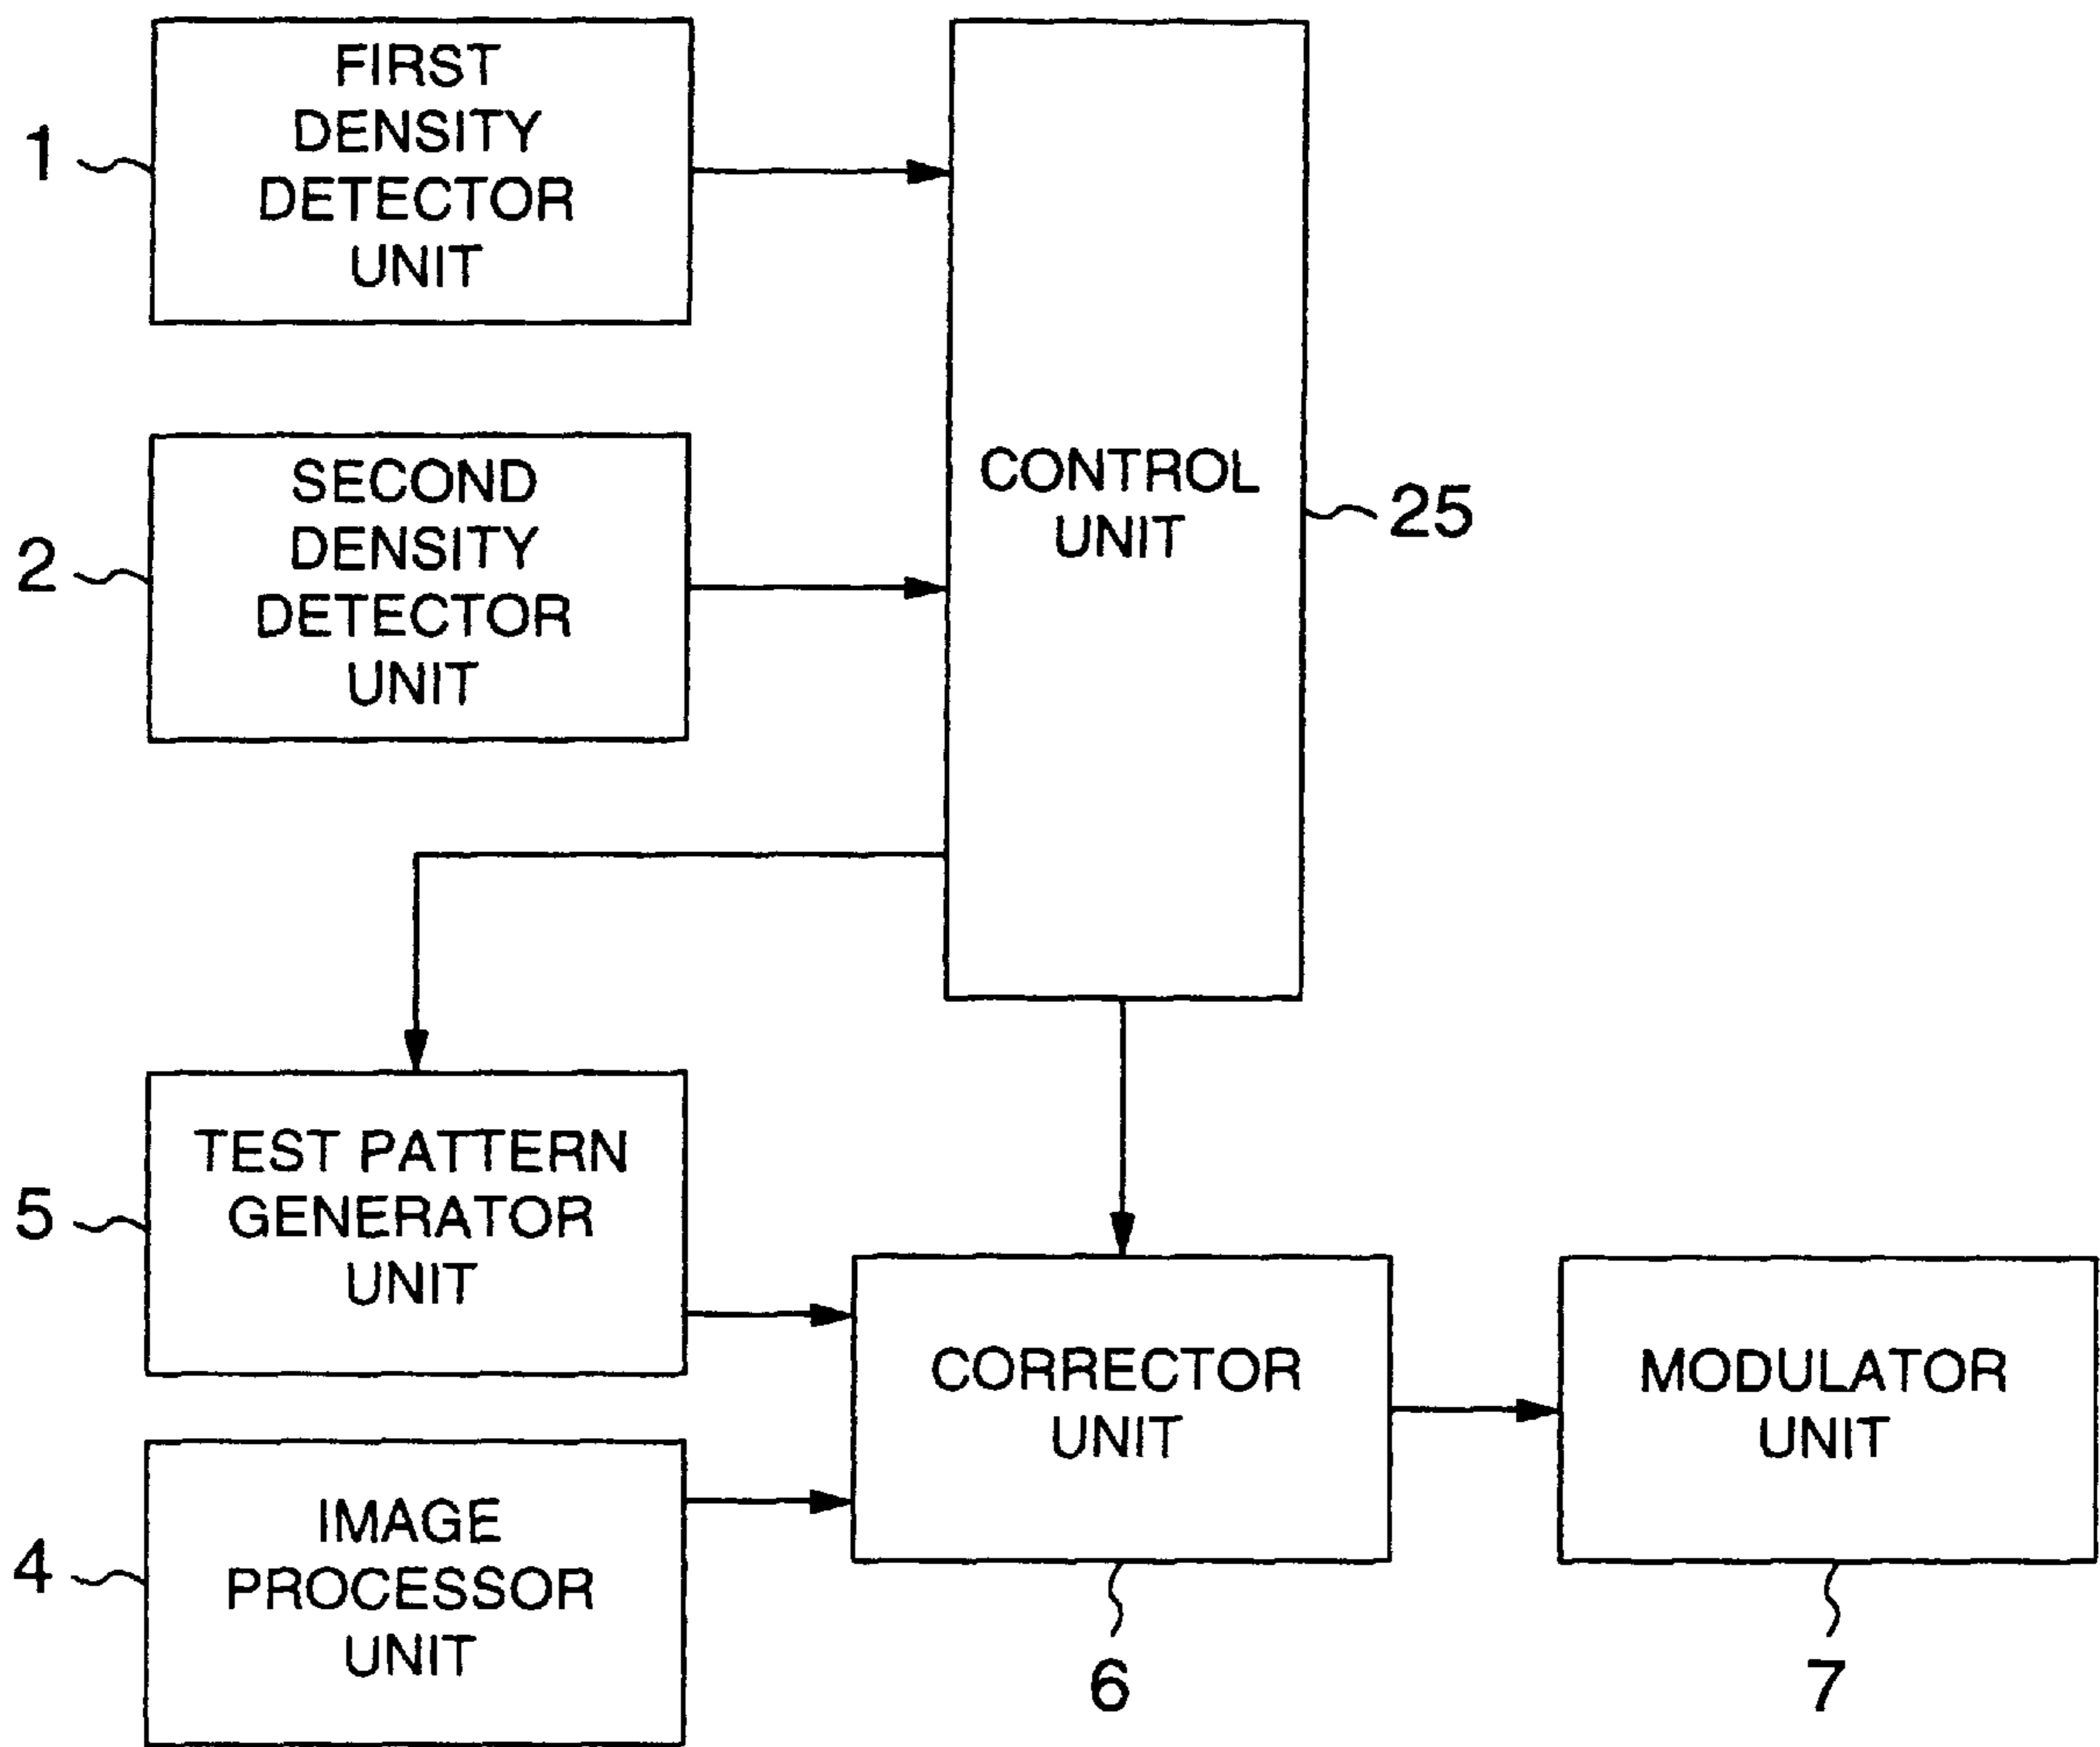 FIRST
DENSITY
DETECTOR
UNIT
1
SECOND
DENSITY
DETECTOR
UNIT
2
CONTROL
UNIT
25
TEST PATTERN
GENERATOR
UNIT
5
IMAGE
PROCESSOR
UNIT
4
CORRECTOR
UNIT
6
MODULATOR
UNIT
7